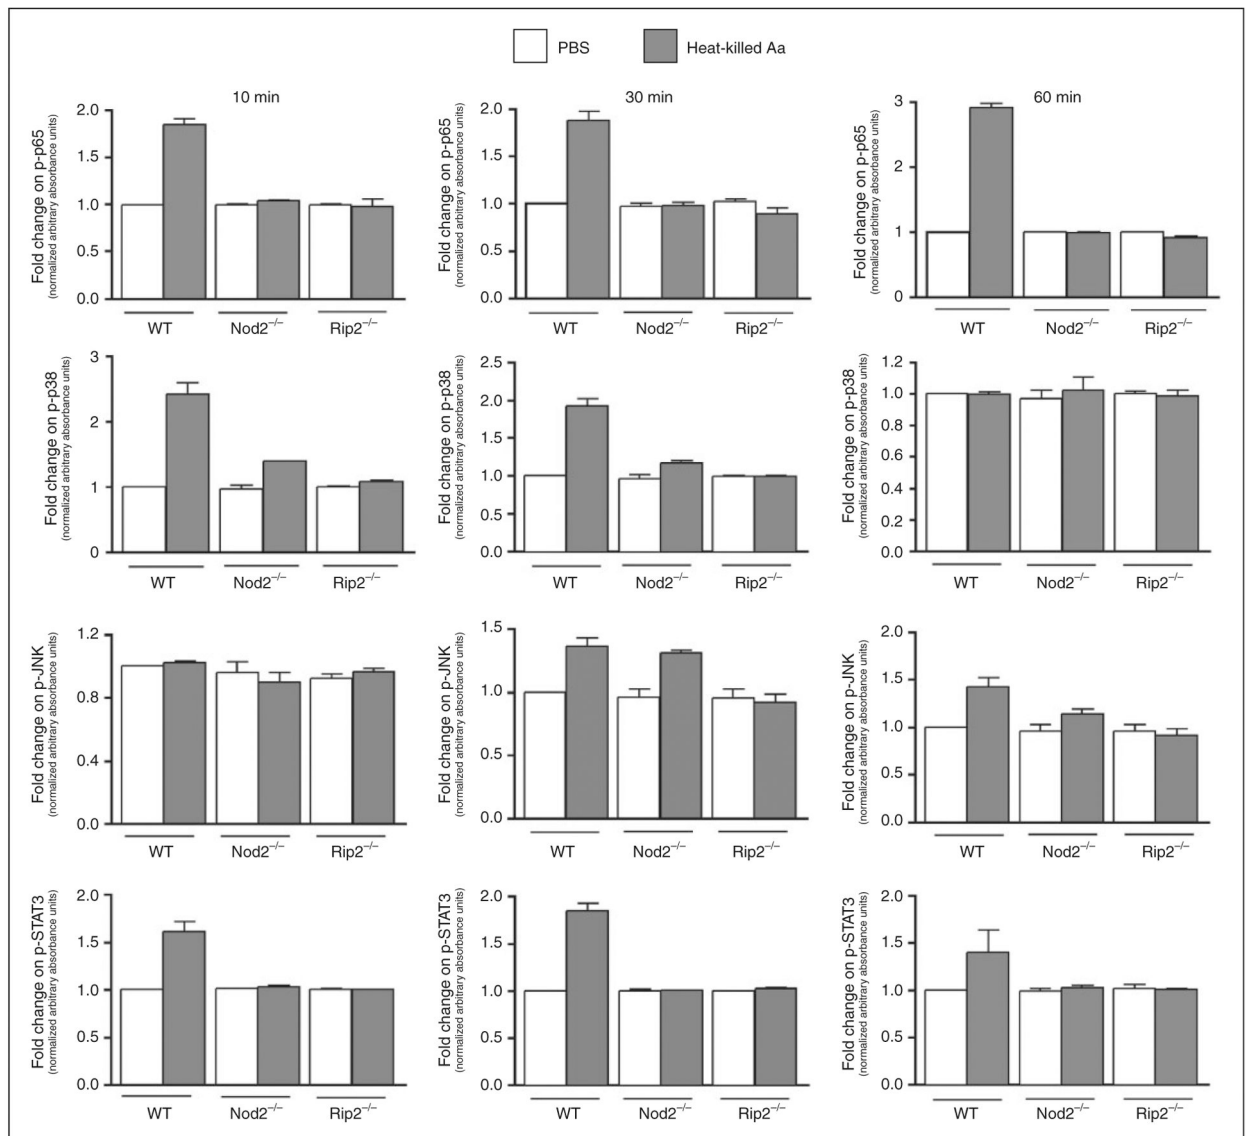 PBS
Heat-killed Aa
10 min
30 min
60 min
Fold change on p-p65
(normalized arbitrary absorbance units)
2.0
1.5
1.0
0.5
0.0
WT
Nod2⁻/⁻
Rip2⁻/⁻
Fold change on p-p65
(normalized arbitrary absorbance units)
2.0
1.5
1.0
0.5
0.0
WT
Nod2⁻/⁻
Rip2⁻/⁻
Fold change on p-p65
(normalized arbitrary absorbance units)
3
2
1
0
WT
Nod2⁻/⁻
Rip2⁻/⁻
Fold change on p-p38
(normalized arbitrary absorbance units)
3
2
1
0
WT
Nod2⁻/⁻
Rip2⁻/⁻
Fold change on p-p38
(normalized arbitrary absorbance units)
2.5
2.0
1.5
1.0
0.5
0.0
WT
Nod2⁻/⁻
Rip2⁻/⁻
Fold change on p-p38
(normalized arbitrary absorbance units)
1.2
1.0
0.8
0.6
0.4
0.2
0.0
WT
Nod2⁻/⁻
Rip2⁻/⁻
Fold change on p-JNK
(normalized arbitrary absorbance units)
1.2
0.8
0.4
0.0
WT
Nod2⁻/⁻
Rip2⁻/⁻
Fold change on p-JNK
(normalized arbitrary absorbance units)
1.5
1.0
0.5
0.0
WT
Nod2⁻/⁻
Rip2⁻/⁻
Fold change on p-JNK
(normalized arbitrary absorbance units)
2.0
1.5
1.0
0.5
0.0
WT
Nod2⁻/⁻
Rip2⁻/⁻
Fold change on p-STAT3
(normalized arbitrary absorbance units)
2.0
1.5
1.0
0.5
0.0
WT
Nod2⁻/⁻
Rip2⁻/⁻
Fold change on p-STAT3
(normalized arbitrary absorbance units)
2.0
1.5
1.0
0.5
0.0
WT
Nod2⁻/⁻
Rip2⁻/⁻
Fold change on p-STAT3
(normalized arbitrary absorbance units)
2.0
1.5
1.0
0.5
0.0
WT
Nod2⁻/⁻
Rip2⁻/⁻